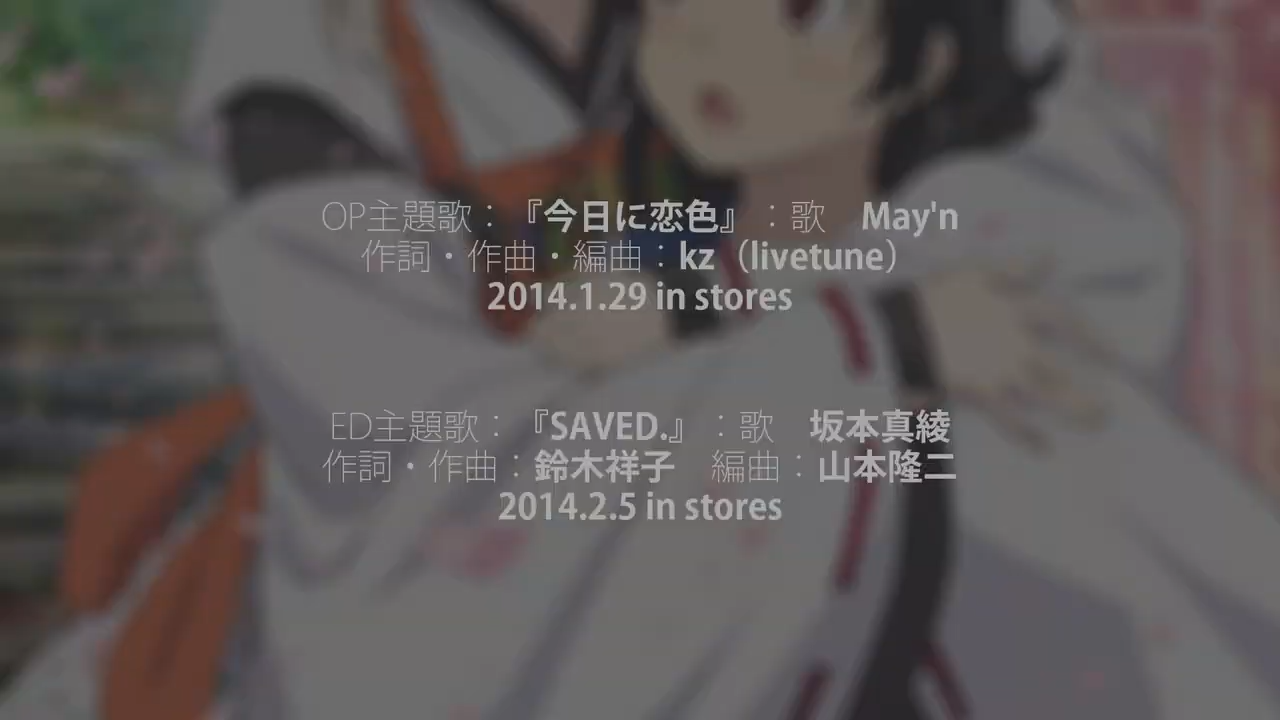 OP主題歌：『今日に恋色』：歌　May'n
作詞・作曲・編曲：kz（livetune）
2014.1.29 in stores
ED主題歌：『SAVED.』：歌　坂本真綾
作詞・作曲：鈴木祥子　編曲：山本隆二
2014.2.5 in stores